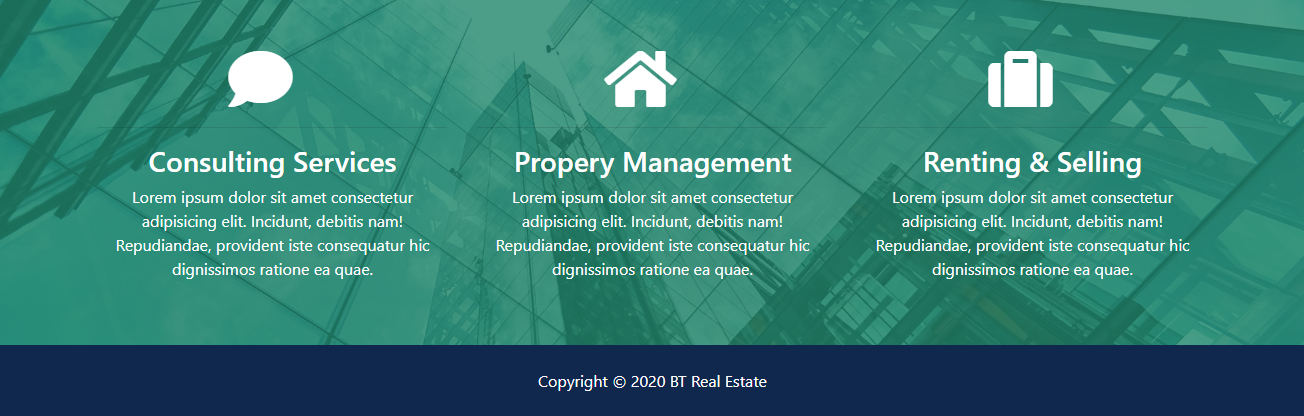 Consulting Services
Lorem ipsum dolor sit amet consectetur
adipisicing elit. Incidunt, debitis nam!
Repudiandae, provident iste consequatur hic
dignissimos ratione ea quae.
Propery Management
Lorem ipsum dolor sit amet consectetur
adipisicing elit. Incidunt, debitis nam!
Repudiandae, provident iste consequatur hic
dignissimos ratione ea quae.
Renting & Selling
Lorem ipsum dolor sit amet consectetur
adipisicing elit. Incidunt, debitis nam!
Repudiandae, provident iste consequatur hic
dignissimos ratione ea quae.
Copyright © 2020 BT Real Estate